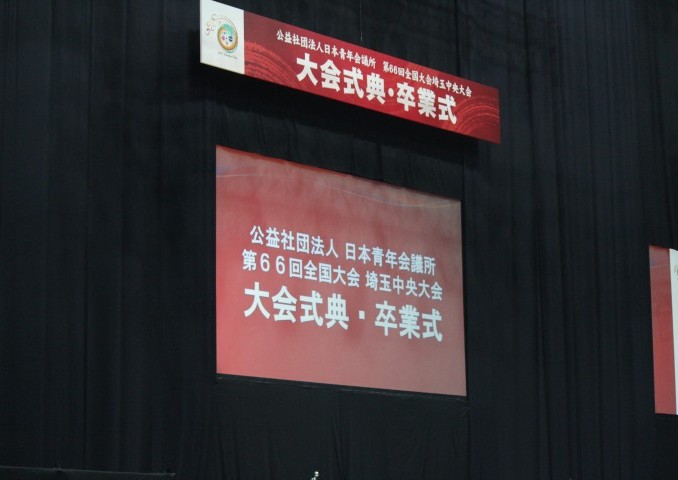 公益社団法人日本青年会議所 第66回全国大会埼玉中央大会
大会式典・卒業式
公益社団法人 日本青年会議所
第６６回全国大会 埼玉中央大会
大会式典・卒業式